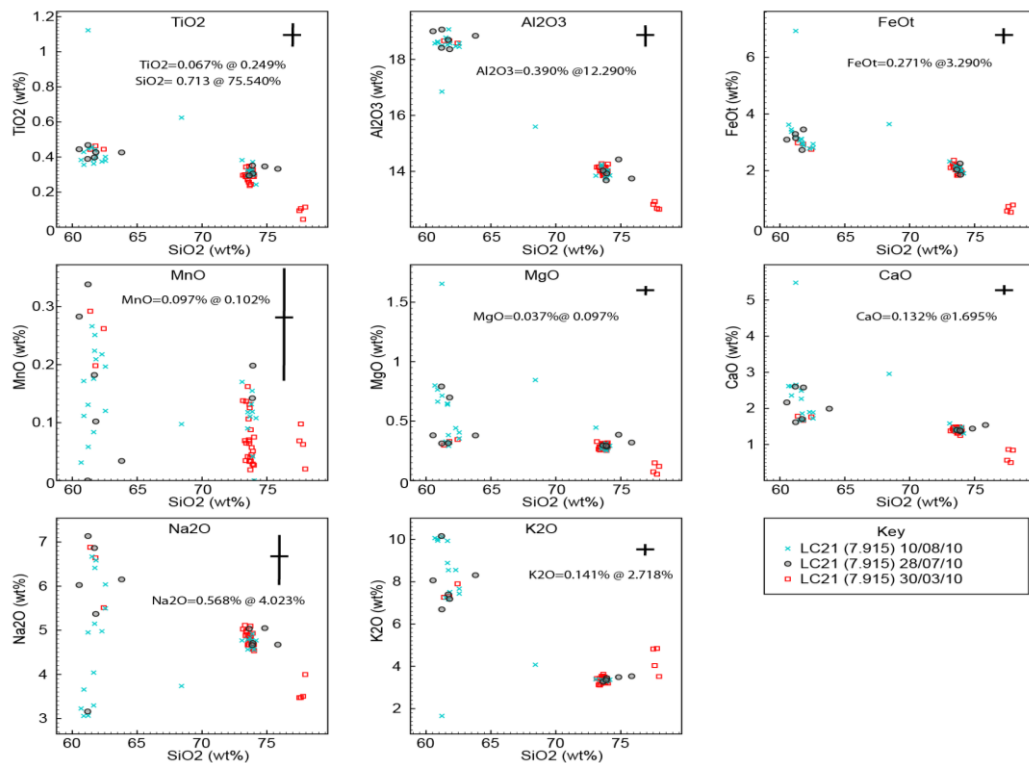 TiO2
1.2
1
0.8
0.6
0.4
0.2
0
TiO2 (wt%)
TiO2=0.067% @ 0.249%
SiO2= 0.713 @ 75.540%
60
65
70
75
SiO2 (wt%)
Al2O3
18
16
14
Al2O3 (wt%)
Al2O3=0.390% @12.290%
60
65
70
75
SiO2 (wt%)
FeOt
6
4
2
0
FeOt (wt%)
FeOt=0.271% @3.290%
60
65
70
75
SiO2 (wt%)
MnO
0.3
0.2
0.1
0
MnO (wt%)
MnO=0.097% @ 0.102%
60
65
70
75
SiO2 (wt%)
MgO
1.5
1
0.5
0
MgO (wt%)
MgO=0.037%@ 0.097%
60
65
70
75
SiO2 (wt%)
CaO
5
4
3
2
1
CaO (wt%)
CaO=0.132% @1.695%
60
65
70
75
SiO2 (wt%)
Na2O
7
6
5
4
3
Na2O (wt%)
Na2O=0.568% @ 4.023%
60
65
70
75
SiO2 (wt%)
K2O
10
8
6
4
2
K2O (wt%)
K2O=0.141% @ 2.718%
60
65
70
75
SiO2 (wt%)
Key
LC21 (7.915) 10/08/10
LC21 (7.915) 28/07/10
LC21 (7.915) 30/03/10